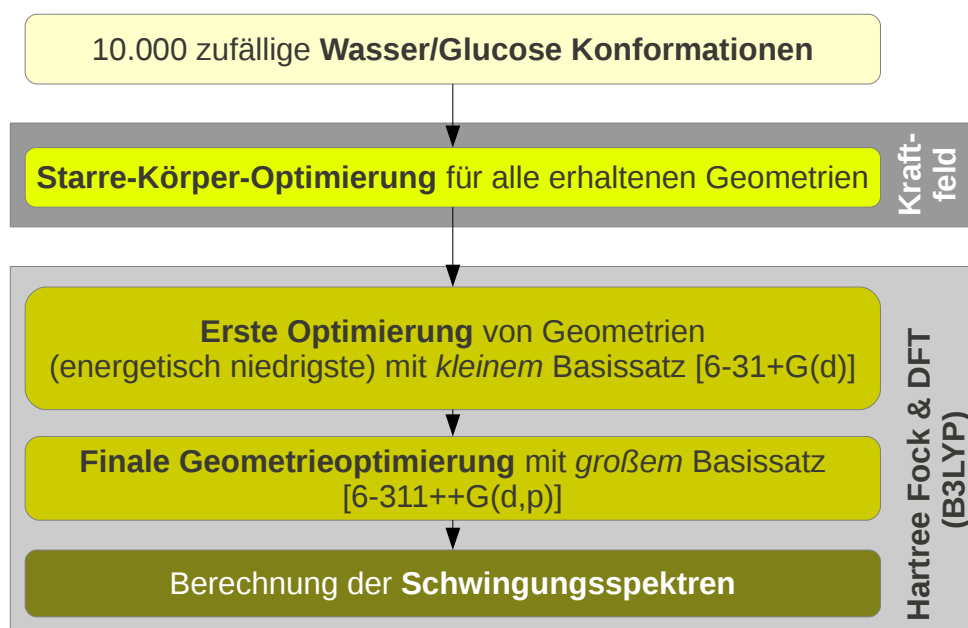 10.000 zufällige Wasser/Glucose Konformationen
Starre-Körper-Optimierung für alle erhaltenen Geometrien
Kraft-
feld
Erste Optimierung von Geometrien
(energetisch niedrigste) mit kleinem Basissatz [6-31+G(d)]
Finale Geometrieoptimierung mit großem Basissatz
[6-311++G(d,p)]
Berechnung der Schwingungsspektren
Hartree Fock & DFT
(B3LYP)